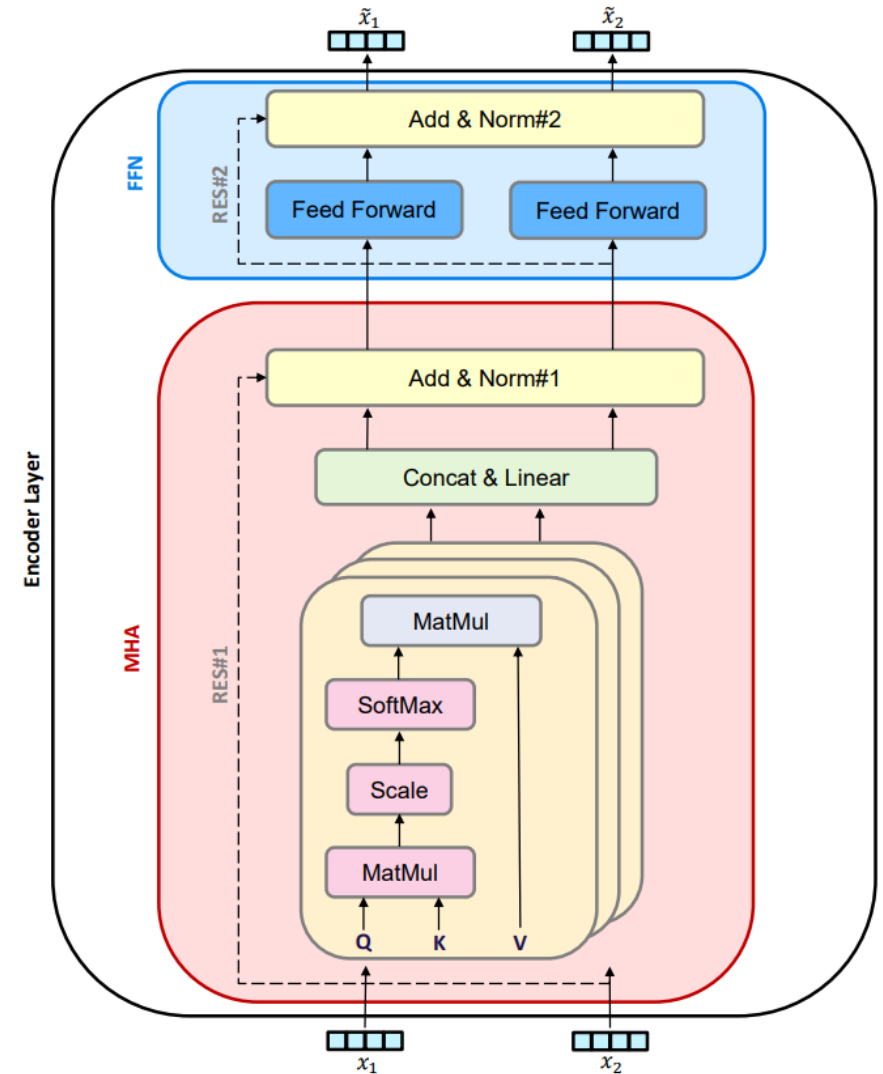 x̃₁ x̃₂
Add & Norm#2
FFN
RES#2
Feed Forward Feed Forward
Add & Norm#1
Concat & Linear
Encoder Layer
MHA
RES#1
MatMul
SoftMax
Scale
MatMul
Q K V
x₁ x₂